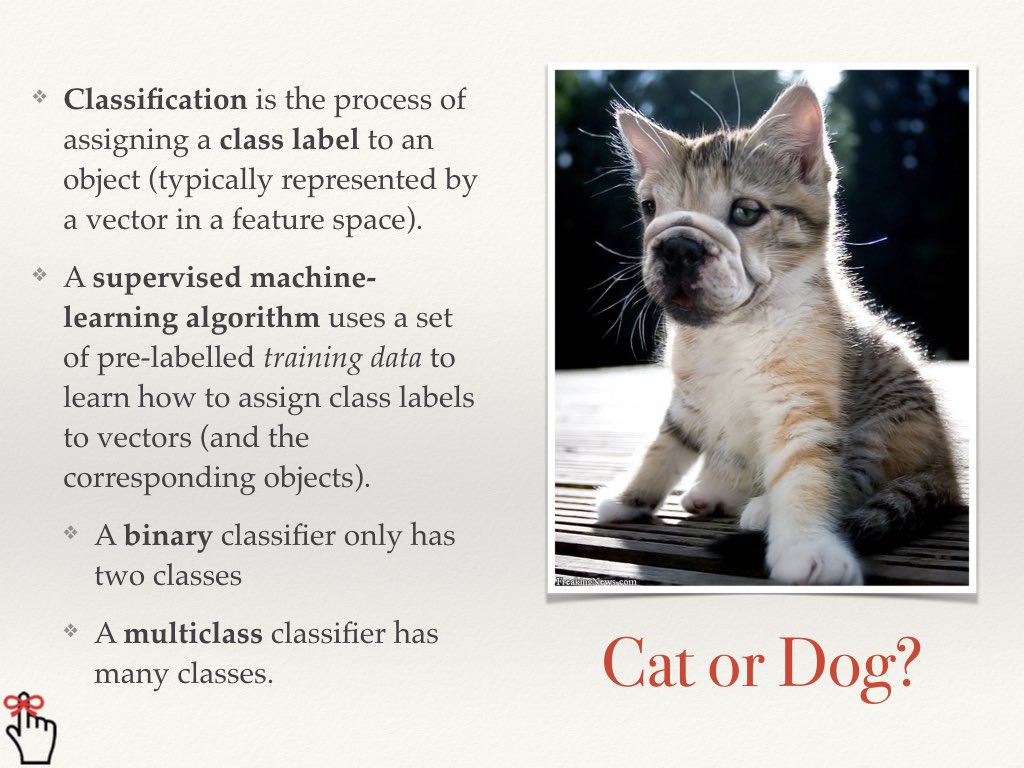 Classification is the process of
assigning a class label to an
object (typically represented by
a vector in a feature space).
A supervised machine-
learning algorithm uses a set
of pre-labelled training data to
learn how to assign class labels
to vectors (and the
corresponding objects).
A binary classifier only has
two classes
A multiclass classifier has
many classes.
FreakingNews.com
Cat or Dog?